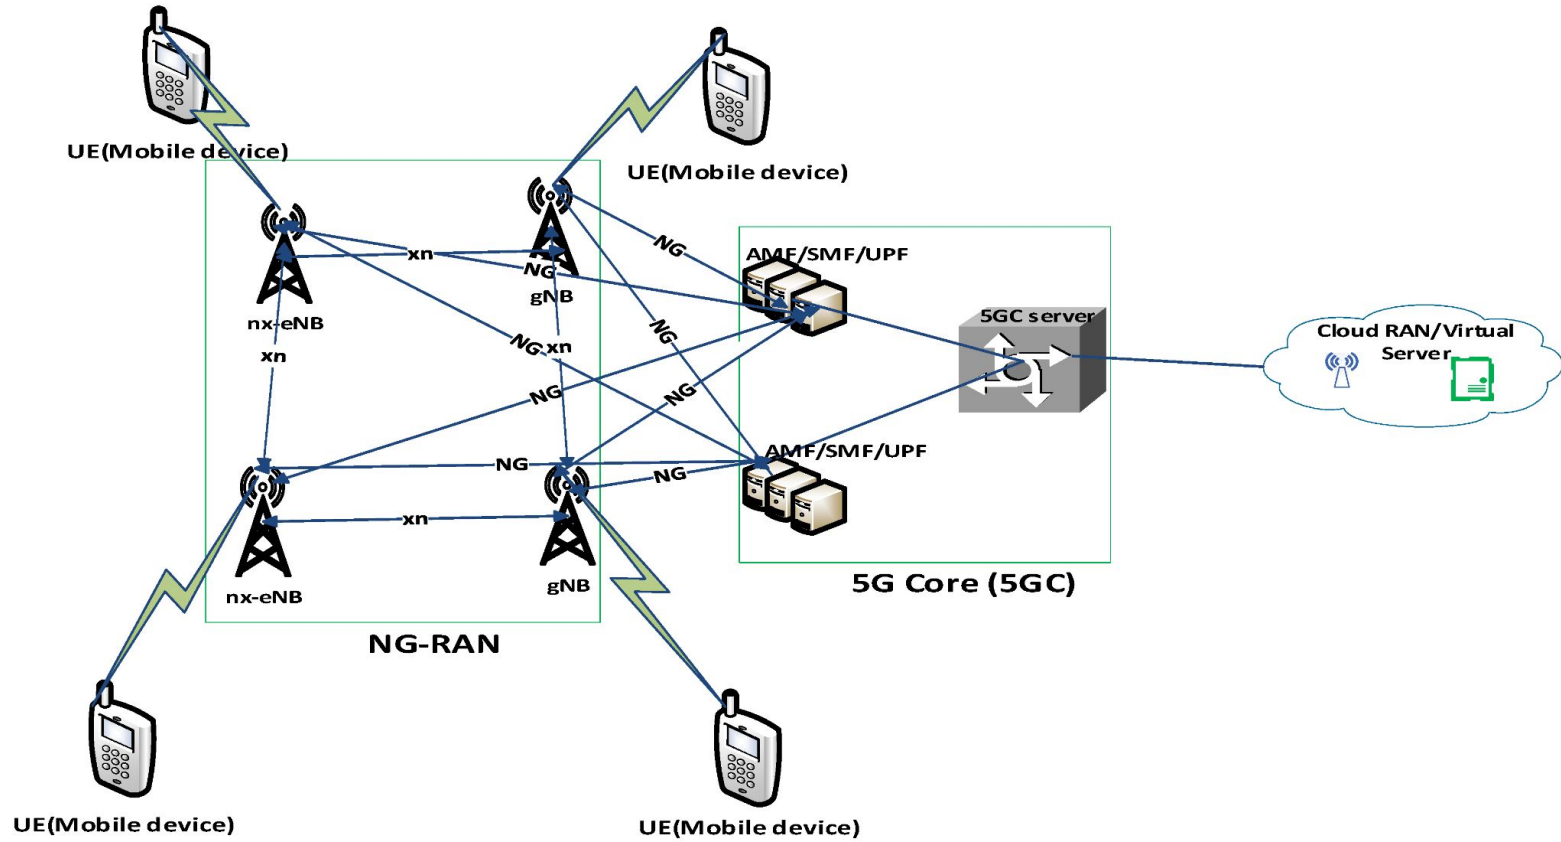 UE(Mobile device)
UE(Mobile device)
NG
AMF/SMF/UPF
xn
NG
gNB
5GC server
nx-eNB
NG
Cloud RAN/Virtual
Server
xn
NG
xn
NG
NG
AMF/SMF/UPF
NG
NG
xn
gNB
nx-eNB
5G Core (5GC)
NG-RAN
UE(Mobile device)
UE(Mobile device)